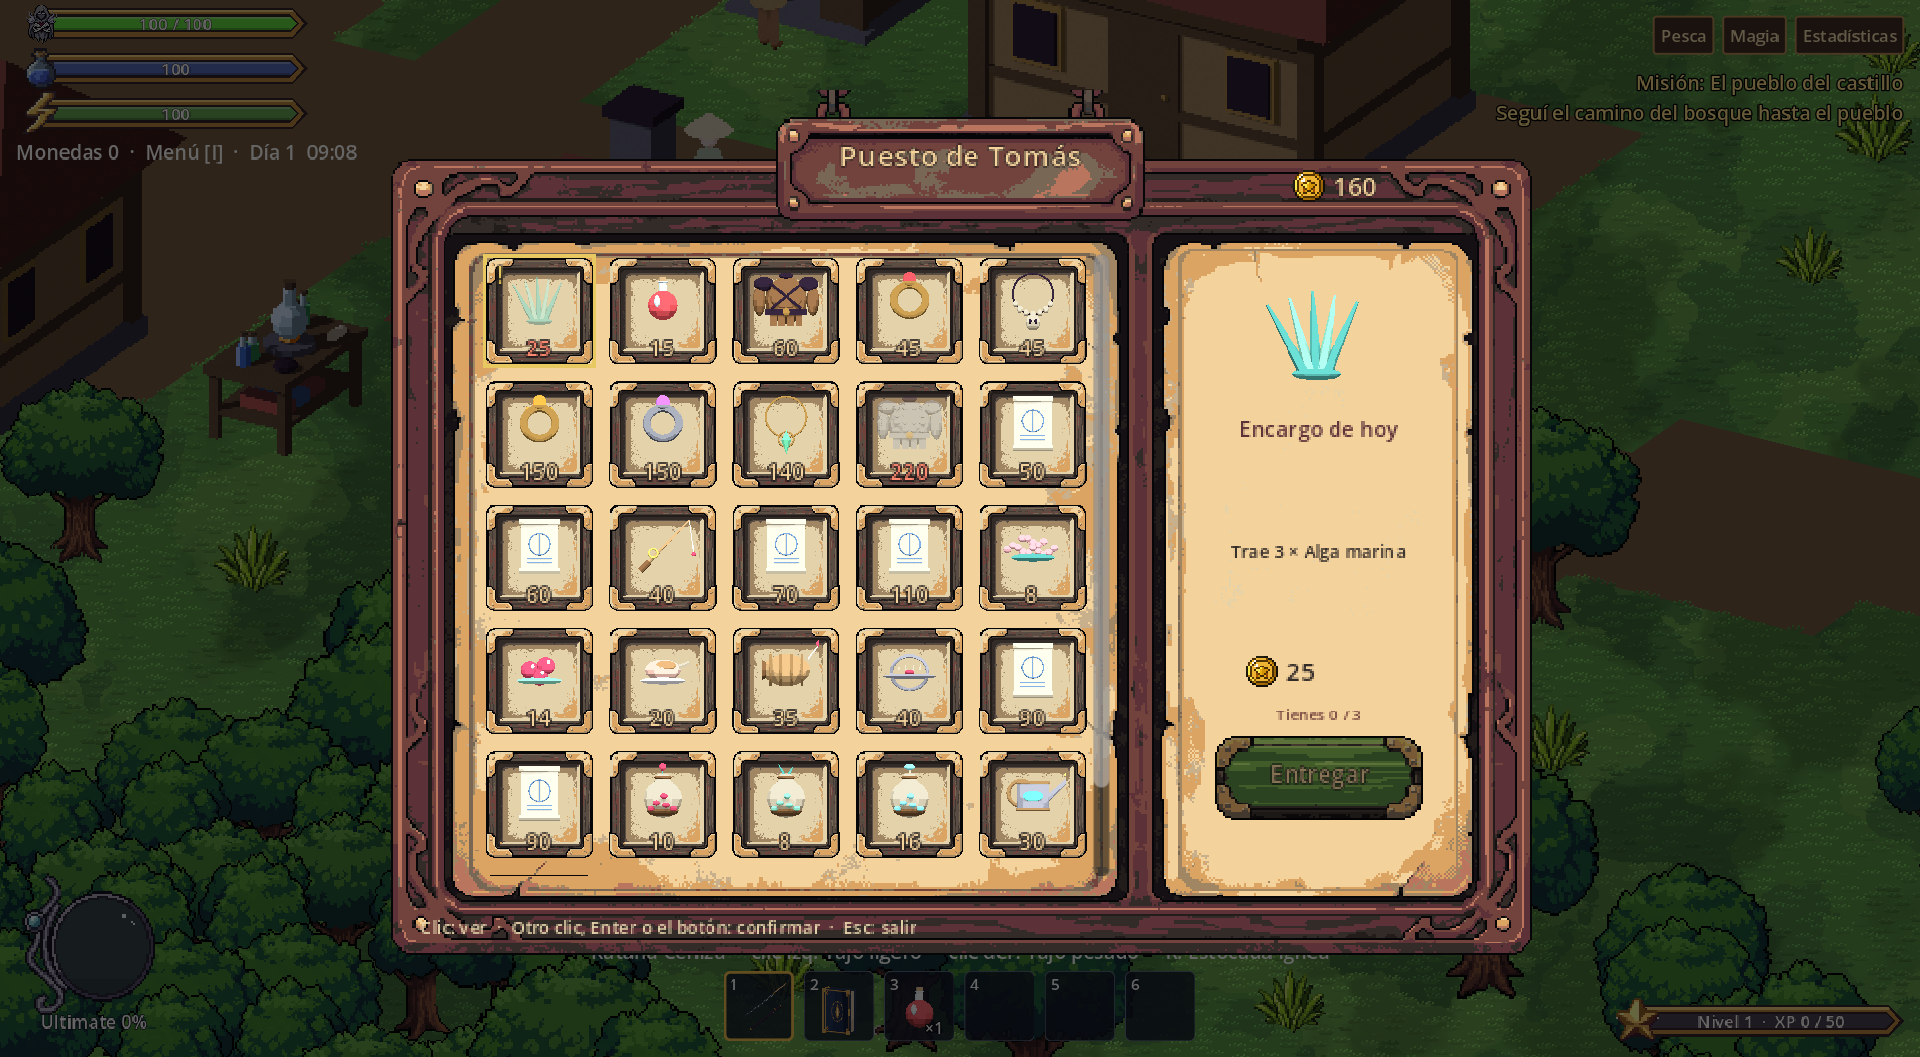 100 / 100
100
100
Monedas 0 · Menú [I] · Día 1 09:08
Pesca
Magia
Estadísticas
Misión: El pueblo del castillo
Seguí el camino del bosque hasta el pueblo
Puesto de Tomás
160
25
15
60
45
45
150
150
140
220
50
60
40
70
110
8
14
20
35
40
90
90
10
8
16
30
Encargo de hoy
Trae 3 × Alga marina
25
Tienes 0 / 3
Entregar
Clic: ver · Otro clic, Enter o el botón: confirmar · Esc: salir
1
2
3
×1
4
5
6
Ultimate 0%
Nivel 1 · XP 0 / 50